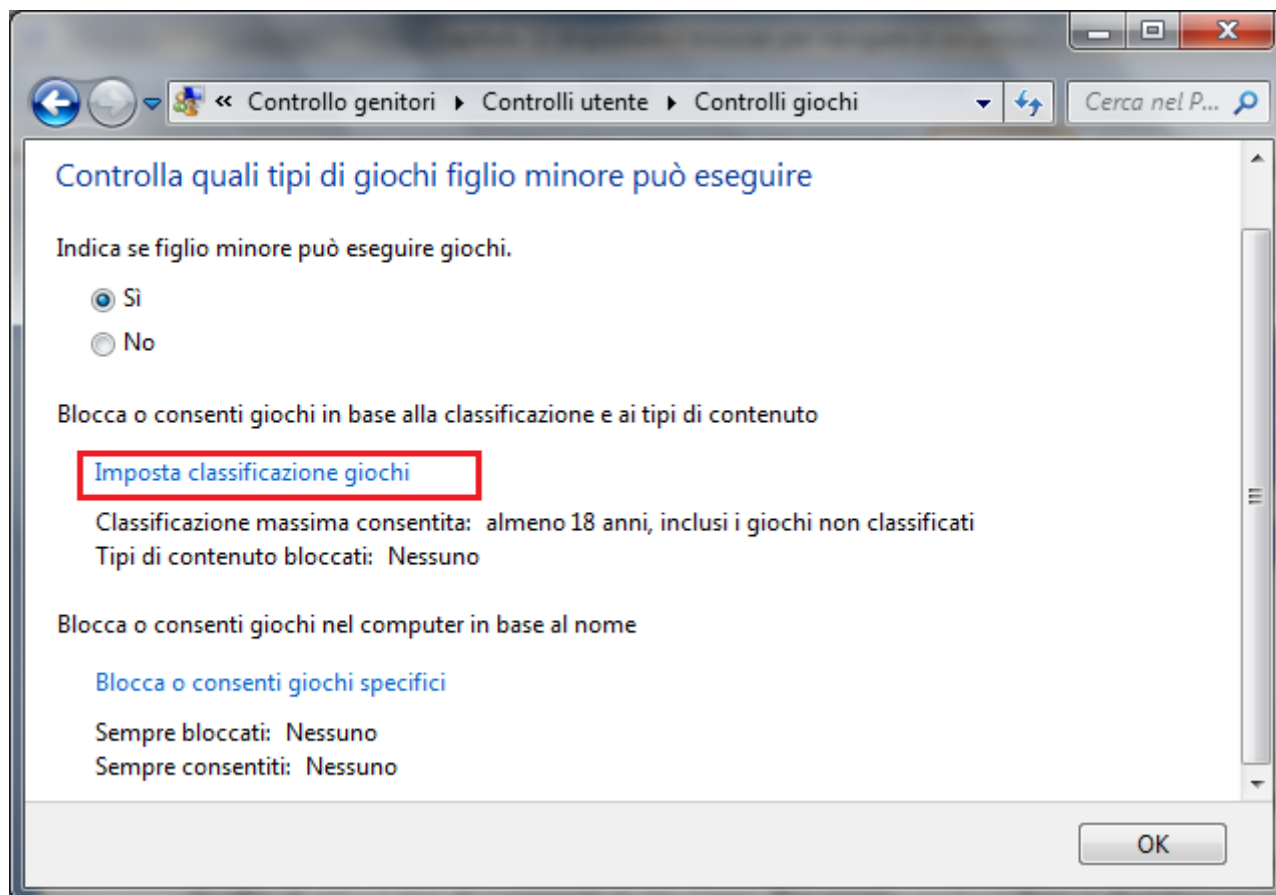 « Controllo genitori ▸ Controlli utente ▸ Controlli giochi
Cerca nel P...
Controlla quali tipi di giochi figlio minore può eseguire
Indica se figlio minore può eseguire giochi.
Sì
No
Blocca o consenti giochi in base alla classificazione e ai tipi di contenuto
Imposta classificazione giochi
Classificazione massima consentita: almeno 18 anni, inclusi i giochi non classificati
Tipi di contenuto bloccati: Nessuno
Blocca o consenti giochi nel computer in base al nome
Blocca o consenti giochi specifici
Sempre bloccati: Nessuno
Sempre consentiti: Nessuno
OK